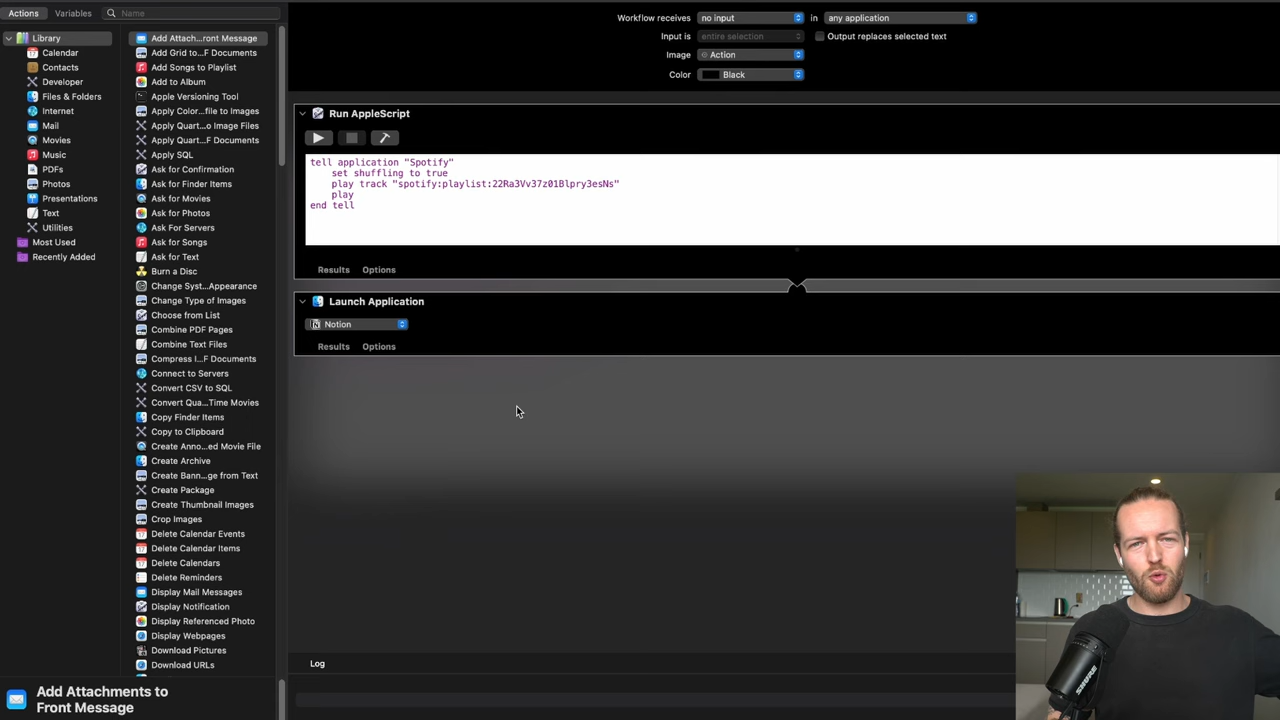 Actions
Variables
Name
Library
Calendar
Contacts
Developer
Files & Folders
Internet
Mail
Movies
Music
PDFs
Photos
Presentations
Text
Utilities
Most Used
Recently Added
Add Attach...ront Message
Add Grid to...F Documents
Add Songs to Playlist
Add to Album
Apple Versioning Tool
Apply Color...file to Images
Apply Quart...o Image Files
Apply Quart...F Documents
Apply SQL
Ask for Confirmation
Ask for Finder Items
Ask for Movies
Ask for Photos
Ask For Servers
Ask for Songs
Ask for Text
Burn a Disc
Change Syst...Appearance
Change Type of Images
Choose from List
Combine PDF Pages
Combine Text Files
Compress I...F Documents
Connect to Servers
Convert CSV to SQL
Convert Qua...Time Movies
Copy Finder Items
Copy to Clipboard
Create Anno...ed Movie File
Create Archive
Create Bann...ge from Text
Create Package
Create Thumbnail Images
Crop Images
Delete Calendar Events
Delete Calendar Items
Delete Calendars
Delete Reminders
Display Mail Messages
Display Notification
Display Referenced Photo
Display Webpages
Download Pictures
Download URLs
Add Attachments to
Front Message
Workflow receives no input in any application
Input is entire selection Output replaces selected text
Image Action
Color Black
Run AppleScript
tell application "Spotify"
set shuffling to true
play track "spotify:playlist:22Ra3Vv37z01Blpry3esNs"
play
end tell
Results Options
Launch Application
Notion
Results Options
Log
SHURE